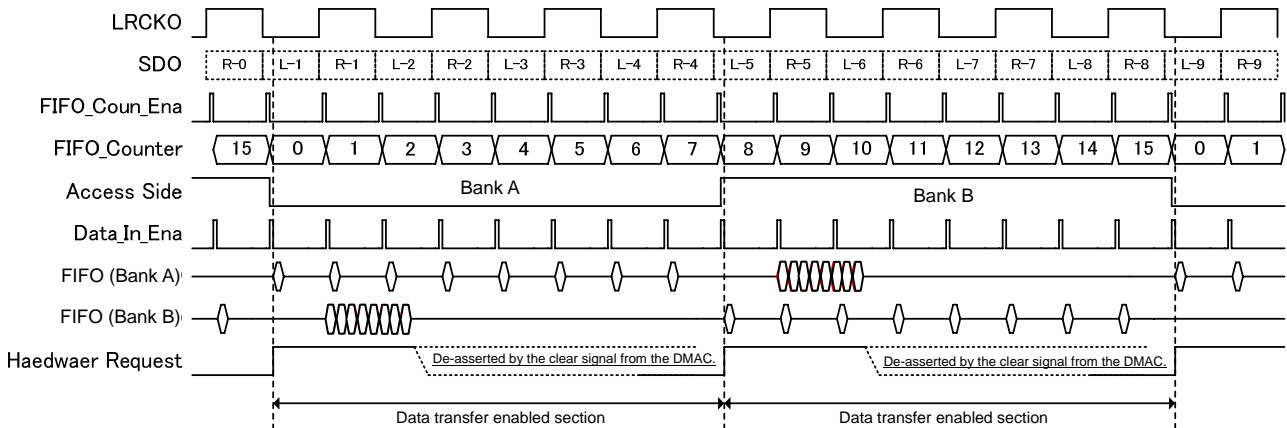 LRCKO
SDO R-0 L-1 R-1 L-2 R-2 L-3 R-3 L-4 R-4 L-5 R-5 L-6 R-6 L-7 R-7 L-8 R-8 L-9 R-9
FIFO_Coun_Ena
FIFO_Counter 15 0 1 2 3 4 5 6 7 8 9 10 11 12 13 14 15 0 1
Access Side Bank A Bank B
Data_In_Ena
FIFO (Bank A)
FIFO (Bank B)
Haedwaer Request De-asserted by the clear signal from the DMAC. De-asserted by the clear signal from the DMAC.
Data transfer enabled section Data transfer enabled section